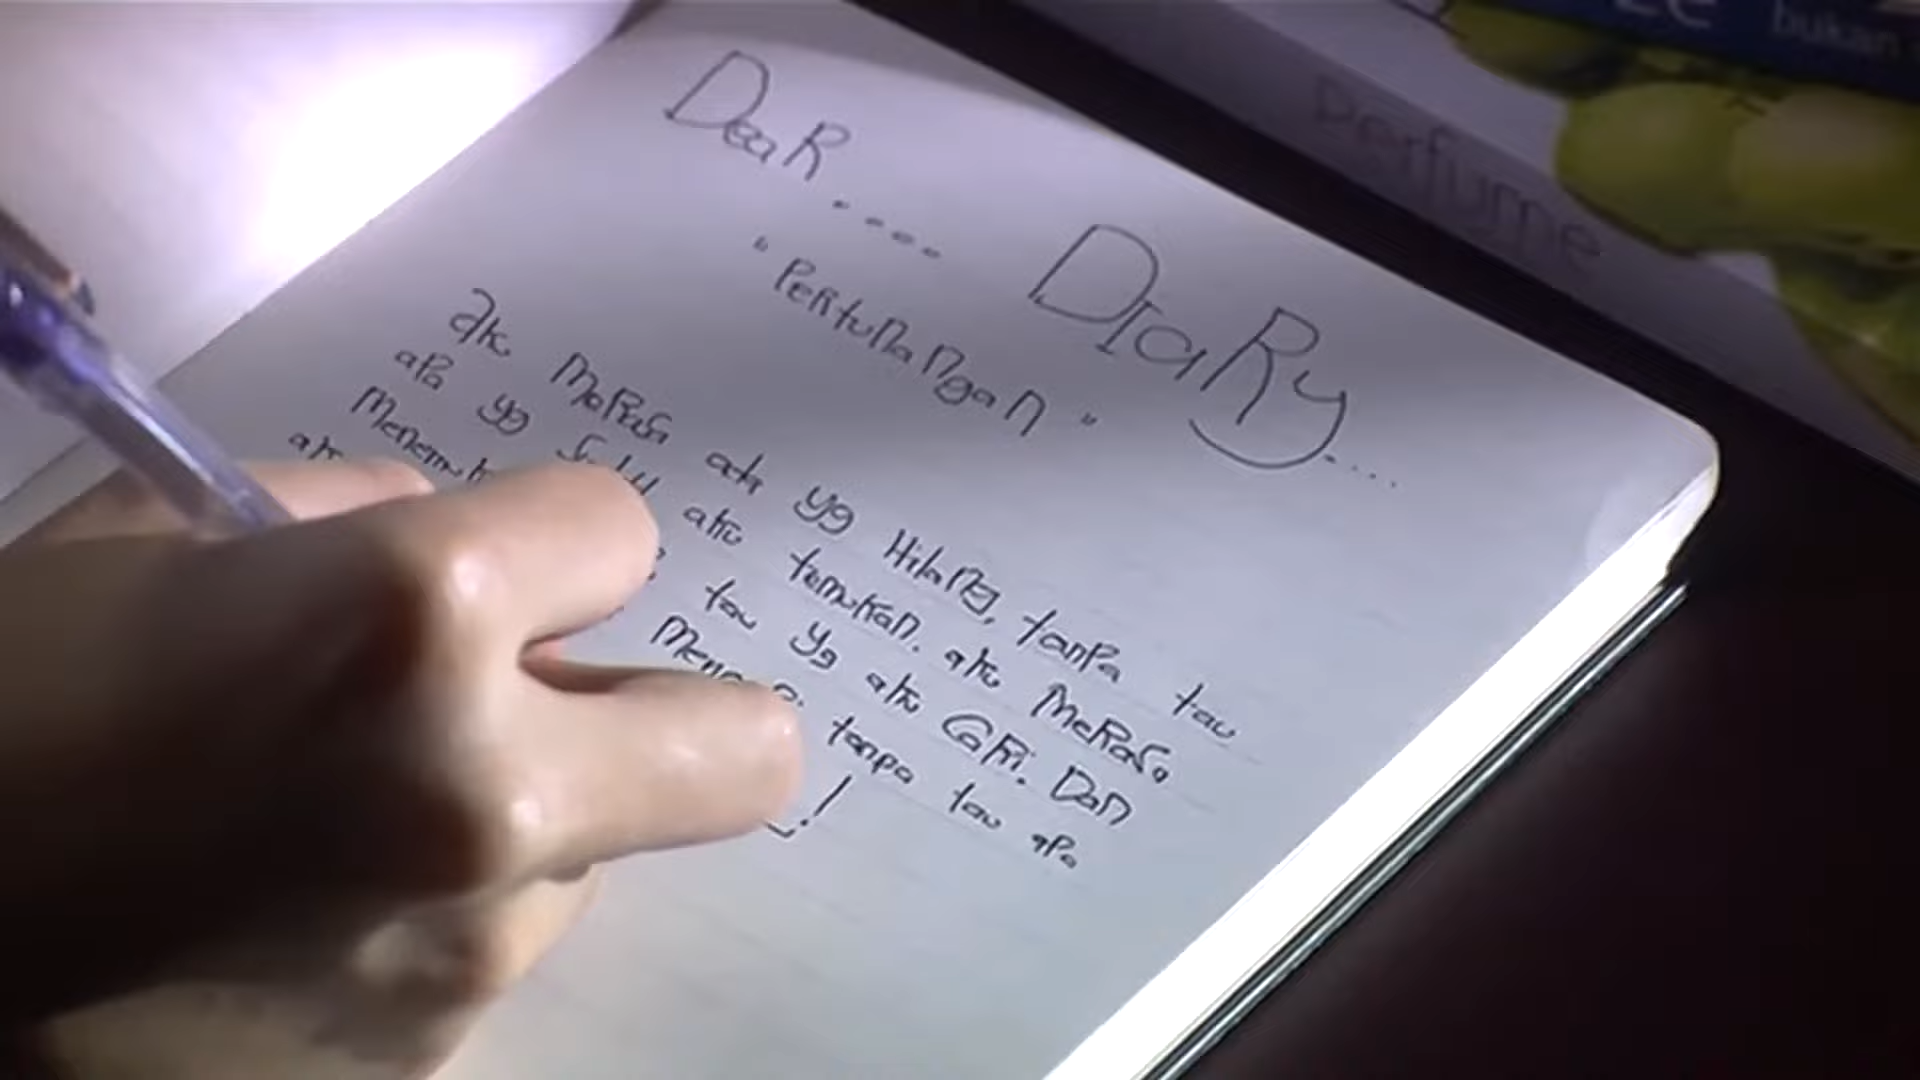 DeaR .... DIaRy....
"PeRtunangan"
aku MeRasa ada yg Hilang, tanpa tau
apa yg aku temukan. aku MeRasa
tau yg aku CaRi. Dan
tanpa tau apa
!
Perfume
bukan